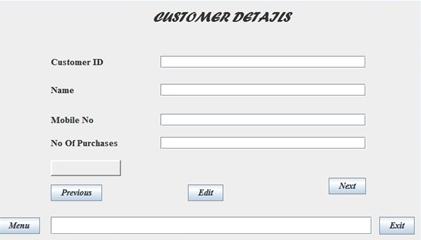 CUSTOMER DETAILS
Customer ID
Name
Mobile No
No Of Purchases
Previous Edit Next
Menu Exit